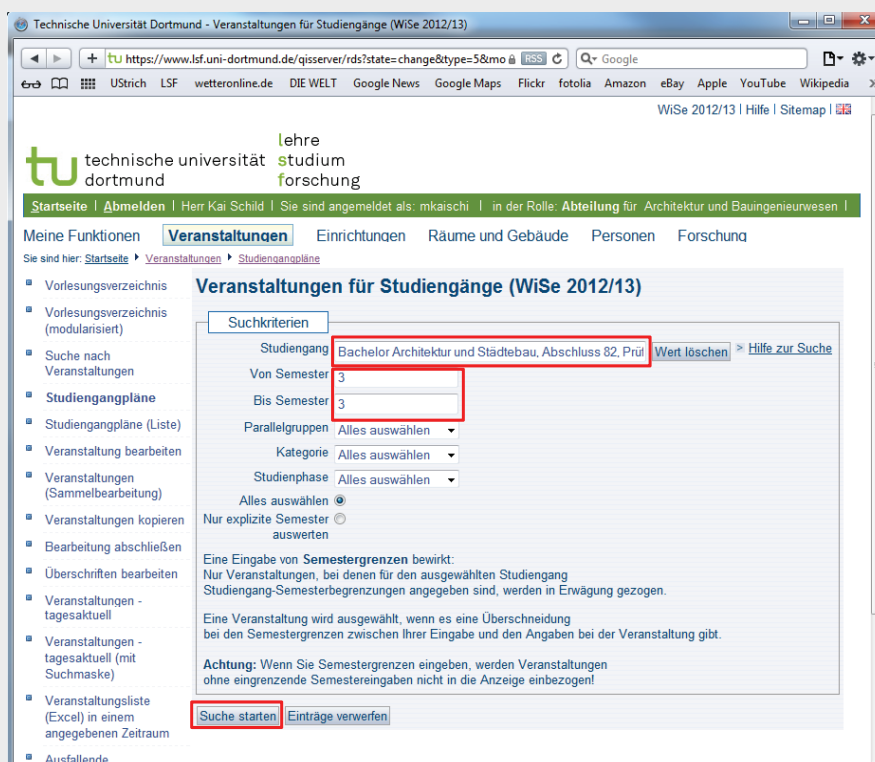 Technische Universität Dortmund - Veranstaltungen für Studiengänge (WiSe 2012/13)
https://www.lsf.uni-dortmund.de/qisserver/rds?state=change&type=5&mo RSS Google
UStrich LSF wetteronline.de DIE WELT Google News Google Maps Flickr fotolia Amazon eBay Apple YouTube Wikipedia
WiSe 2012/13 | Hilfe | Sitemap |
tu technische universität
dortmund
lehre
studium
forschung
Startseite | Abmelden | Herr Kai Schild | Sie sind angemeldet als: mkaischi | in der Rolle: Abteilung für Architektur und Bauingenieurwesen |
Meine Funktionen Veranstaltungen Einrichtungen Räume und Gebäude Personen Forschung
Sie sind hier: Startseite Veranstaltungen Studiengangpläne
Vorlesungsverzeichnis
Vorlesungsverzeichnis
(modularisiert)
Suche nach
Veranstaltungen
Studiengangpläne
Studiengangpläne (Liste)
Veranstaltung bearbeiten
Veranstaltungen
(Sammelbearbeitung)
Veranstaltungen kopieren
Bearbeitung abschließen
Überschriften bearbeiten
Veranstaltungen -
tagesaktuell
Veranstaltungen -
tagesaktuell (mit
Suchmaske)
Veranstaltungsliste
(Excel) in einem
angegebenen Zeitraum
Ausfallende
Veranstaltungen für Studiengänge (WiSe 2012/13)
Suchkriterien
Studiengang Bachelor Architektur und Städtebau, Abschluss 82, Prüf Wert löschen > Hilfe zur Suche
Von Semester 3
Bis Semester 3
Parallelgruppen Alles auswählen
Kategorie Alles auswählen
Studienphase Alles auswählen
Alles auswählen
Nur explizite Semester
auswerten
Eine Eingabe von Semestergrenzen bewirkt:
Nur Veranstaltungen, bei denen für den ausgewählten Studiengang
Studiengang-Semesterbegrenzungen angegeben sind, werden in Erwägung gezogen.
Eine Veranstaltung wird ausgewählt, wenn es eine Überschneidung
bei den Semestergrenzen zwischen Ihrer Eingabe und den Angaben bei der Veranstaltung gibt.
Achtung: Wenn Sie Semestergrenzen eingeben, werden Veranstaltungen
ohne eingrenzende Semestereingaben nicht in die Anzeige einbezogen!
Suche starten Einträge verwerfen